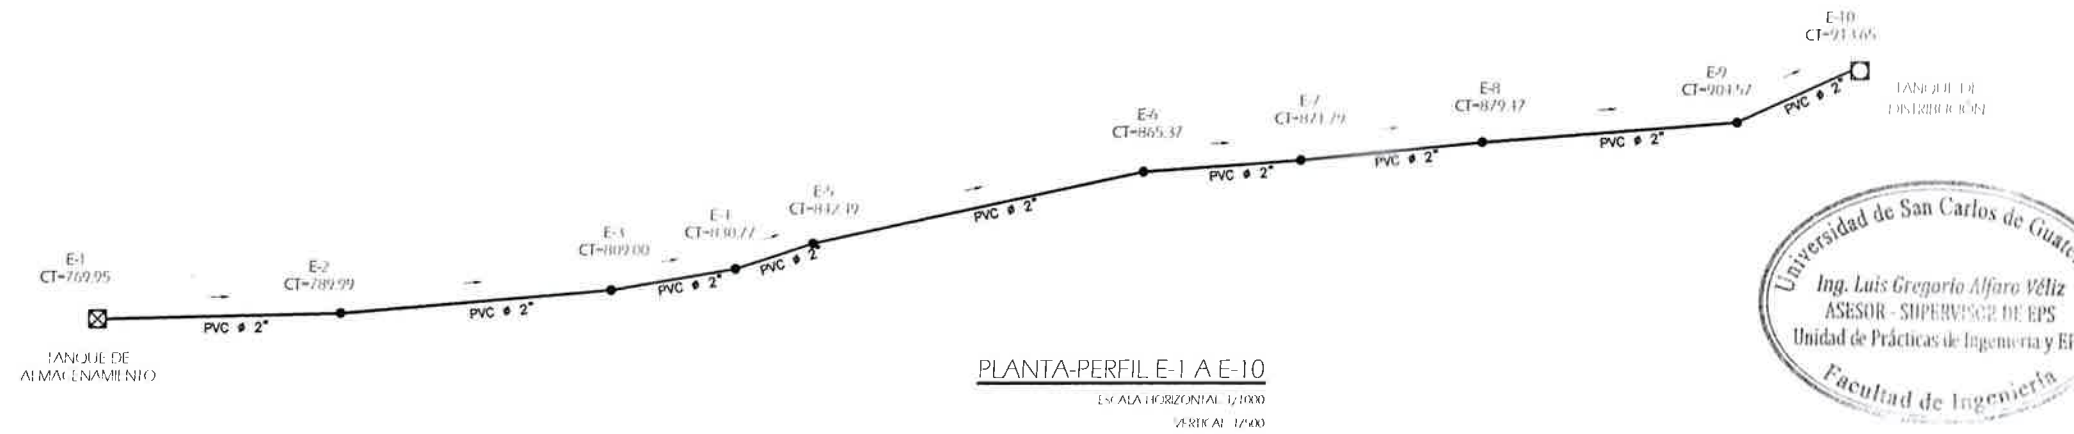 E-1
CT=769.95
TANQUE DE
ALMACENAMIENTO
PVC ø 2"
E-2
CT=789.99
PVC ø 2"
E-3
CT=809.00
PVC ø 2"
E-4
CT=830.77
PVC ø 2"
E-5
CT=842.49
PVC ø 2"
E-6
CT=865.37
PVC ø 2"
E-7
CT=871.79
PVC ø 2"
E-8
CT=879.47
PVC ø 2"
E-9
CT=904.57
PVC ø 2"
E-10
CT=913.65
TANQUE DE
DISTRIBUCIÓN
PLANTA-PERFIL E-1 A E-10
ESCALA HORIZONTAL 1/1000
VERTICAL 1/500
Universidad de San Carlos de
Ing. Luis Gregorio Alfaro Véliz
ASESOR - SUPERVISOR DE EPS
Unidad de Prácticas de Ingeniería y
Facultad de Ingeniería